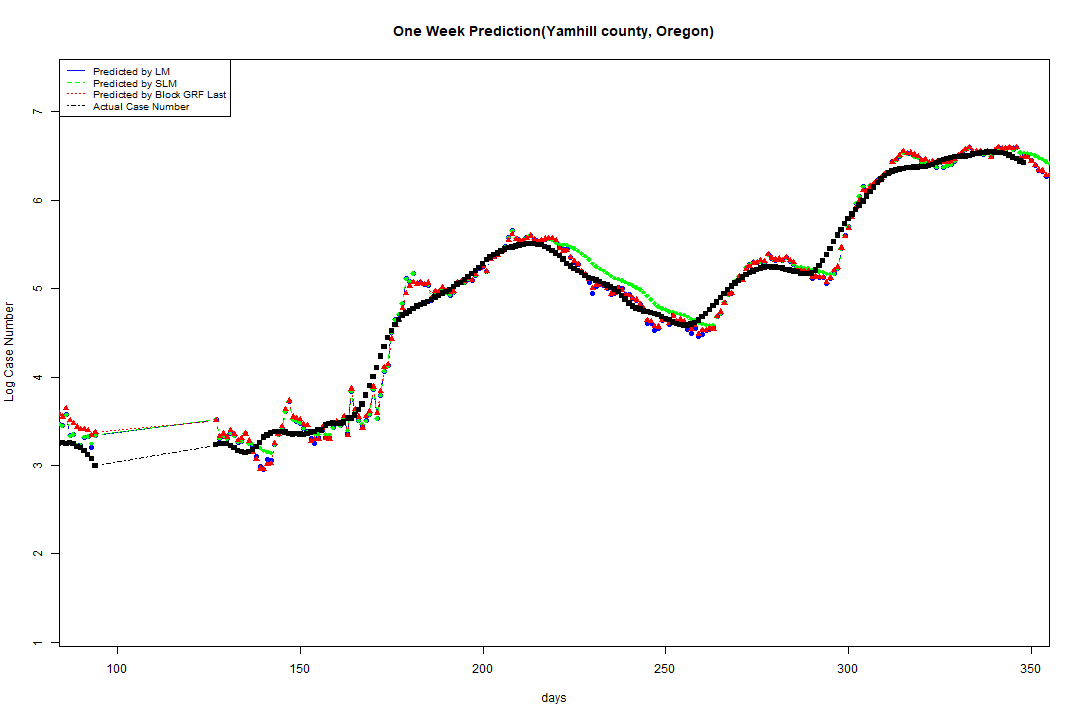 One Week Prediction(Yamhill county, Oregon)
Predicted by LM
Predicted by SLM
Predicted by Block GRF Last
Actual Case Number
7
6
5
4
3
2
1
Log Case Number
100 150 200 250 300 350
days